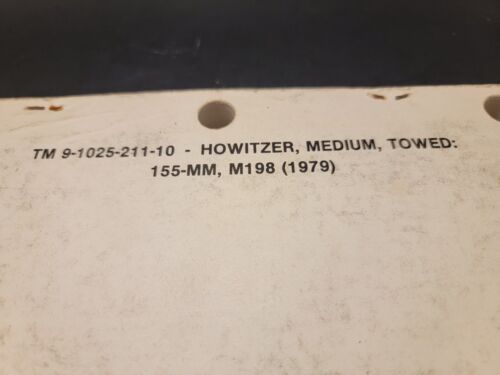 TM 9-1025-211-10 - HOWITZER, MEDIUM, TOWED:
155-MM, M198 (1979)